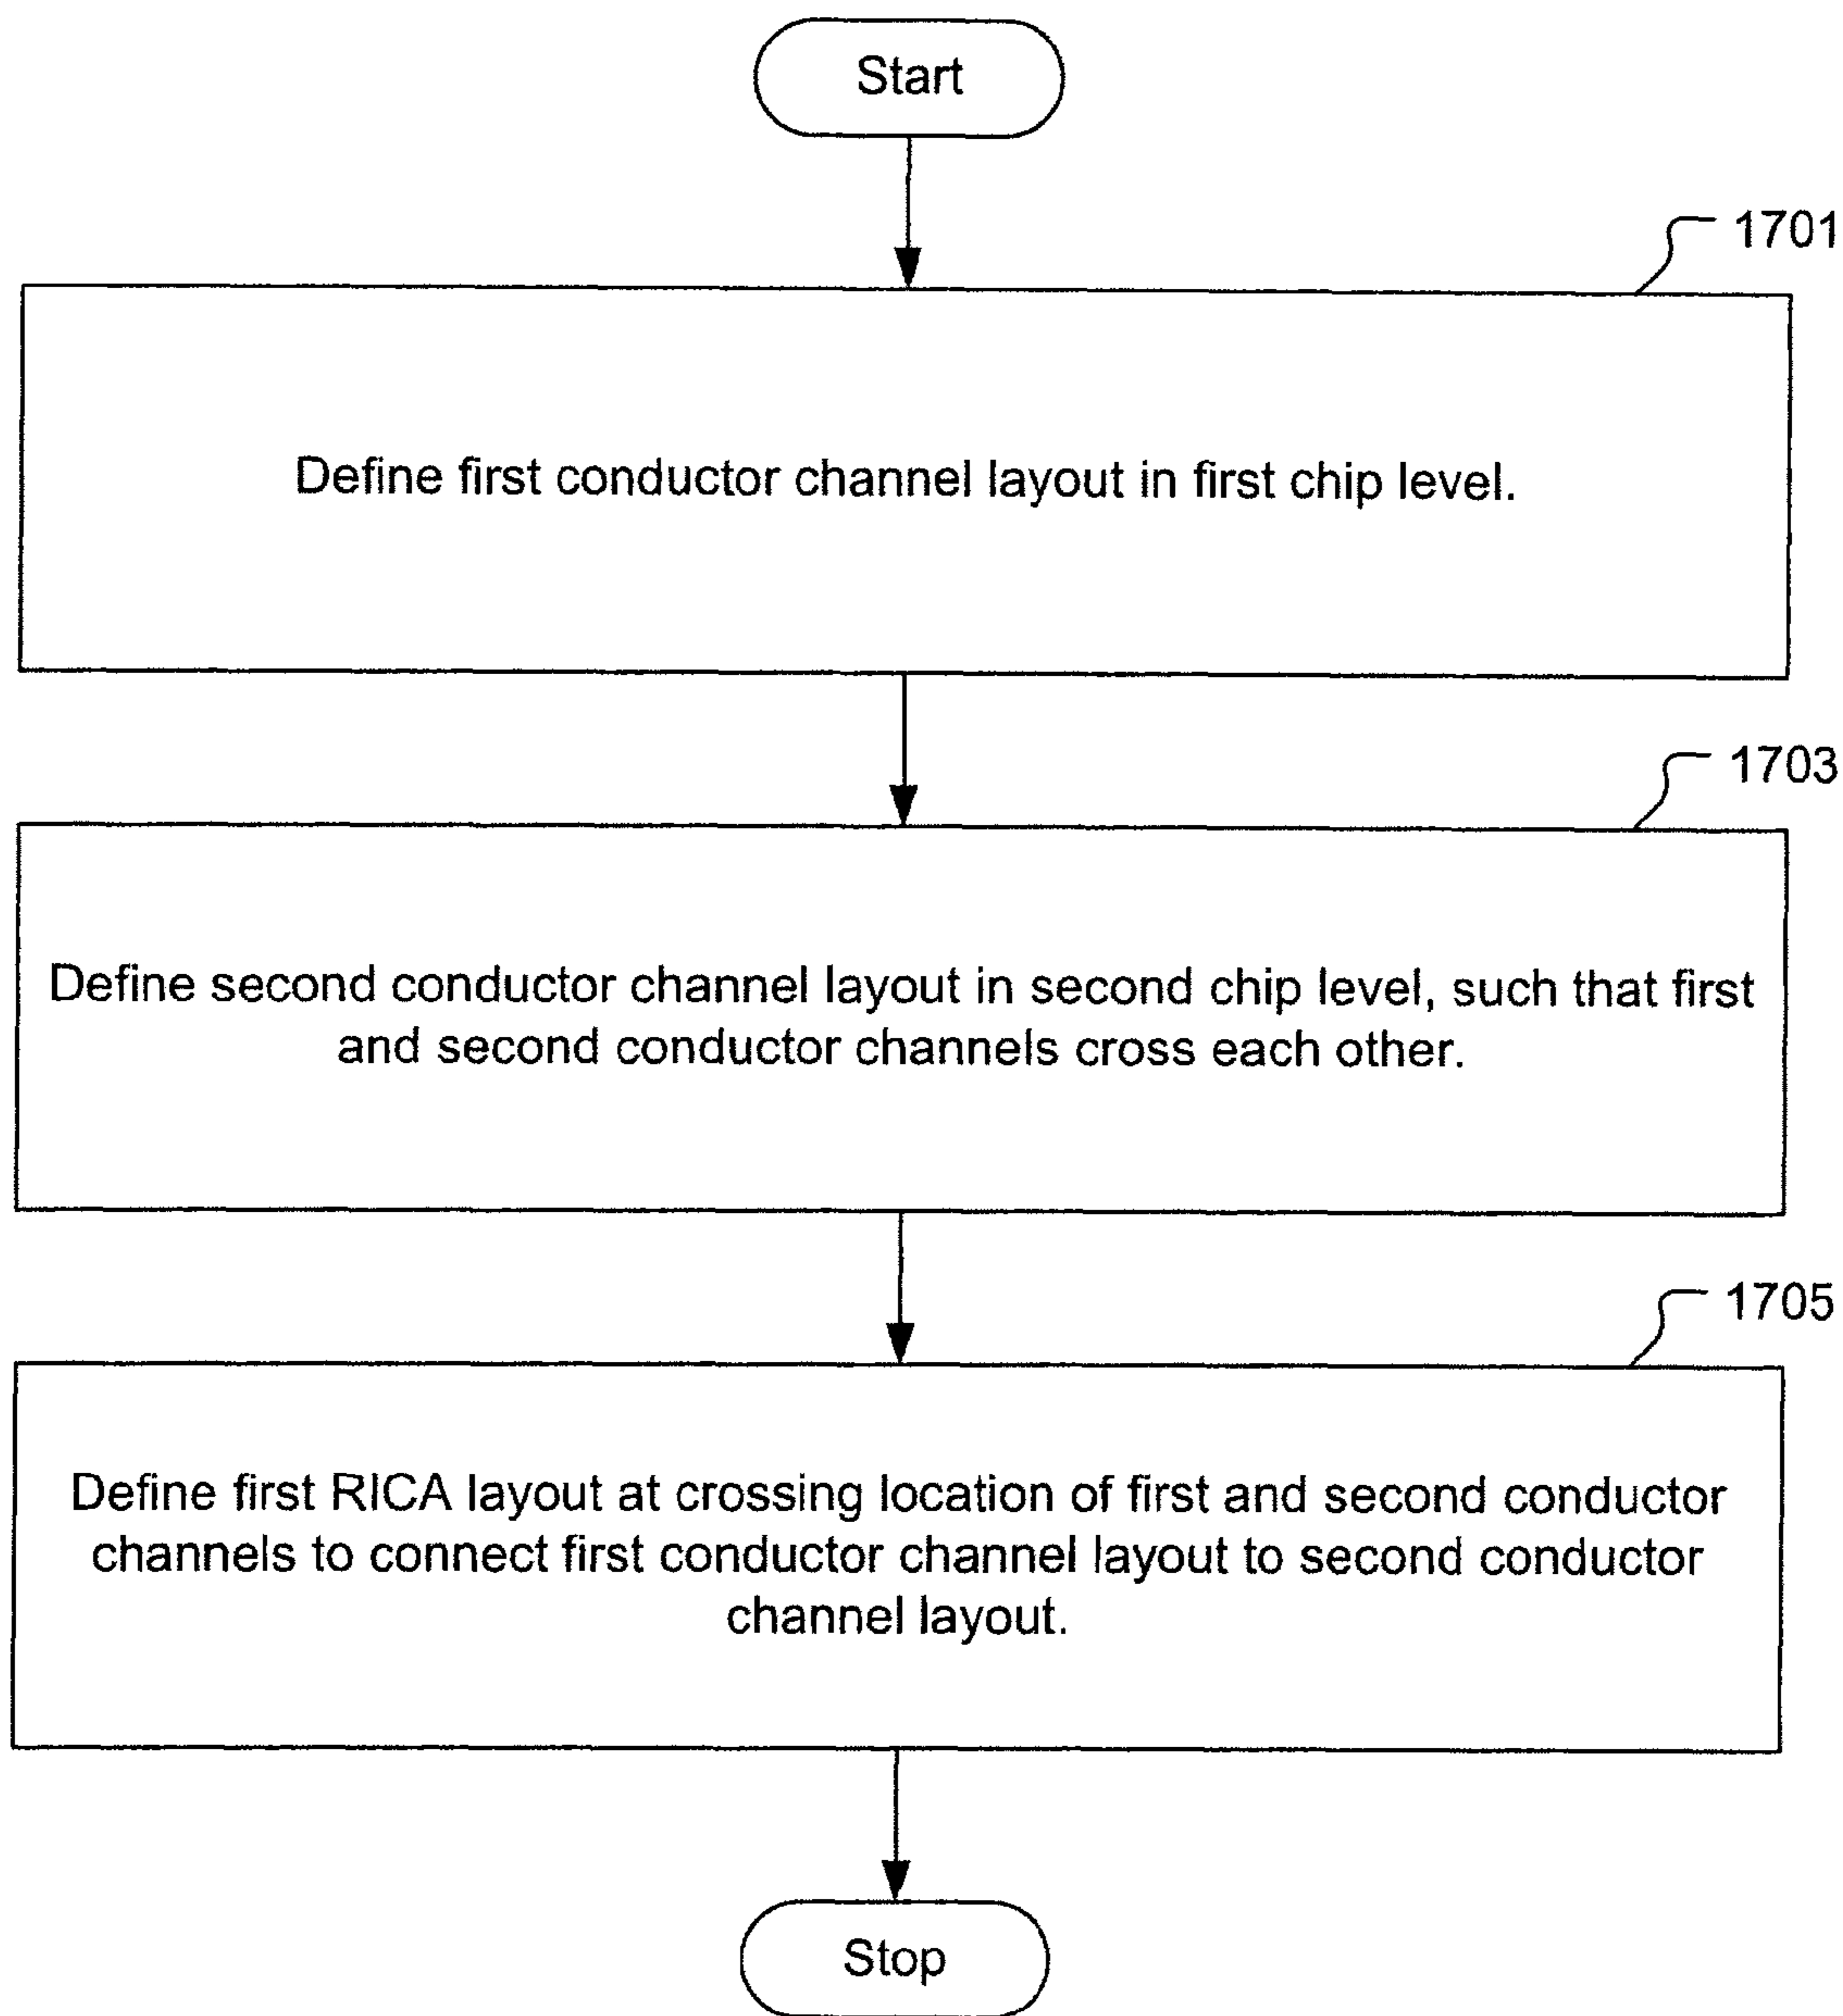 Start
1701
Define first conductor channel layout in first chip level.
1703
Define second conductor channel layout in second chip level, such that first
and second conductor channels cross each other.
1705
Define first RICA layout at crossing location of first and second conductor
channels to connect first conductor channel layout to second conductor
channel layout.
Stop